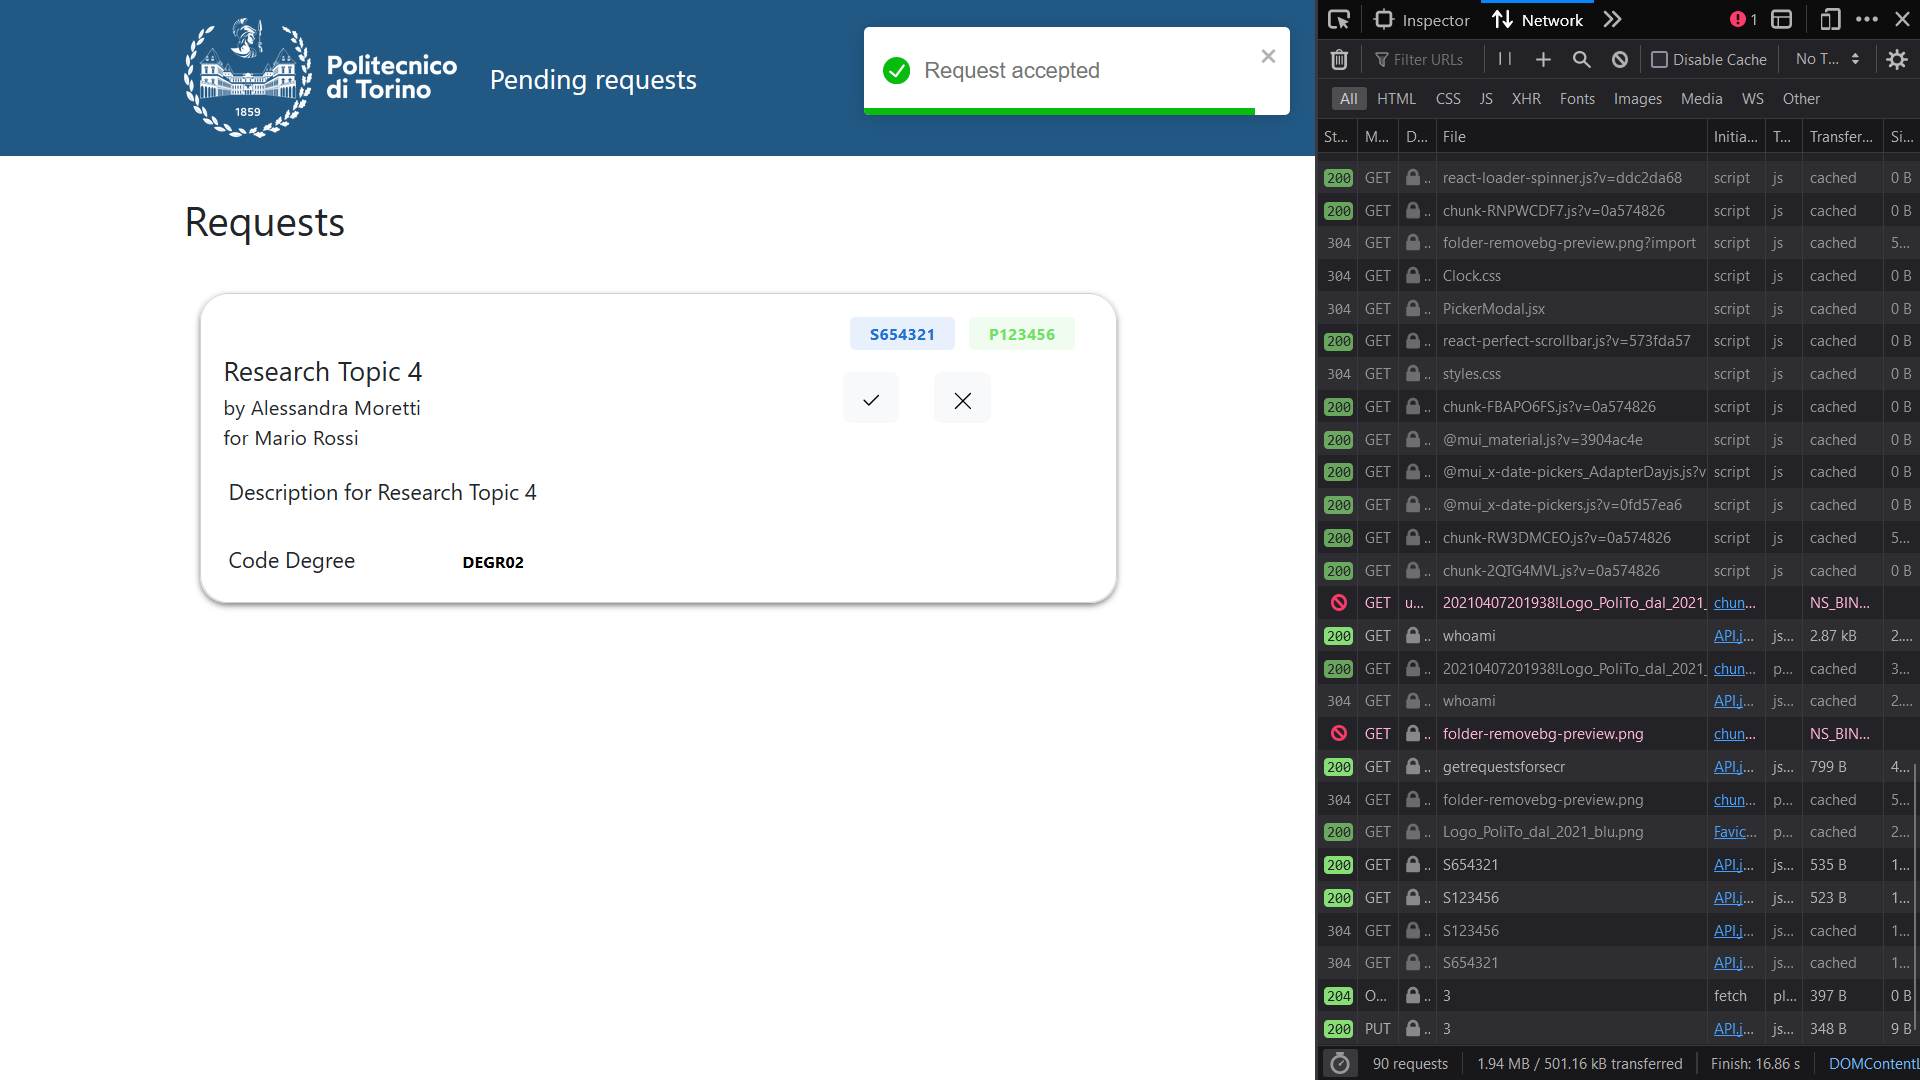 Politecnico
di Torino
1859
Pending requests
Request accepted
Requests
S654321 P123456
Research Topic 4
by Alessandra Moretti
for Mario Rossi
Description for Research Topic 4
Code Degree DEGR02
Inspector Network 1
Filter URLs Disable Cache No T...
All HTML CSS JS XHR Fonts Images Media WS Other
St... M... D... File Initia... T... Transfer... Si...
200 GET .. react-loader-spinner.js?v=ddc2da68 script js cached 0 B
200 GET .. chunk-RNPWCDF7.js?v=0a574826 script js cached 0 B
304 GET .. folder-removebg-preview.png?import script js cached 5...
304 GET .. Clock.css script js cached 0 B
304 GET .. PickerModal.jsx script js cached 0 B
200 GET .. react-perfect-scrollbar.js?v=573fda57 script js cached 0 B
304 GET .. styles.css script js cached 0 B
200 GET .. chunk-FBAPO6FS.js?v=0a574826 script js cached 0 B
200 GET .. @mui_material.js?v=3904ac4e script js cached 0 B
200 GET .. @mui_x-date-pickers_AdapterDayjs.js?v script js cached 0 B
200 GET .. @mui_x-date-pickers.js?v=0fd57ea6 script js cached 0 B
200 GET .. chunk-RW3DMCEO.js?v=0a574826 script js cached 5...
200 GET .. chunk-2QTG4MVL.js?v=0a574826 script js cached 0 B
GET u... 20210407201938!Logo_PoliTo_dal_2021_ chun... NS_BIN...
200 GET .. whoami API.j... js... 2.87 kB 2....
200 GET .. 20210407201938!Logo_PoliTo_dal_2021_ chun... p... cached 3...
304 GET .. whoami API.j... js... cached 2....
GET .. folder-removebg-preview.png chun... NS_BIN...
200 GET .. getrequestsforsecr API.j... js... 799 B 4...
304 GET .. folder-removebg-preview.png chun... p... cached 5...
200 GET .. Logo_PoliTo_dal_2021_blu.png Favic... p... cached 2...
200 GET .. S654321 API.j... js... 535 B 1...
200 GET .. S123456 API.j... js... 523 B 1...
304 GET .. S123456 API.j... js... cached 1...
304 GET .. S654321 API.j... js... cached 1...
204 O... .. 3 fetch pl... 397 B 0 B
200 PUT .. 3 API.j... js... 348 B 9 B
90 requests 1.94 MB / 501.16 kB transferred Finish: 16.86 s DOMContentL